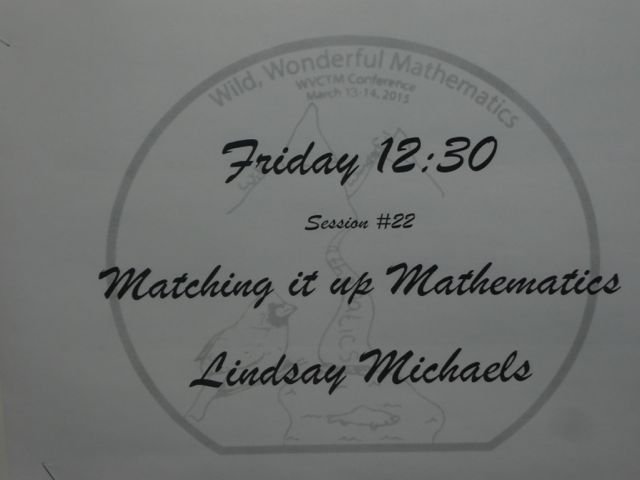 Wild, Wonderful Mathematics
WVCTM Conference
March 13-14, 2015
Friday 12:30
Session #22
Matching it up Mathematics
Lindsay Michaels